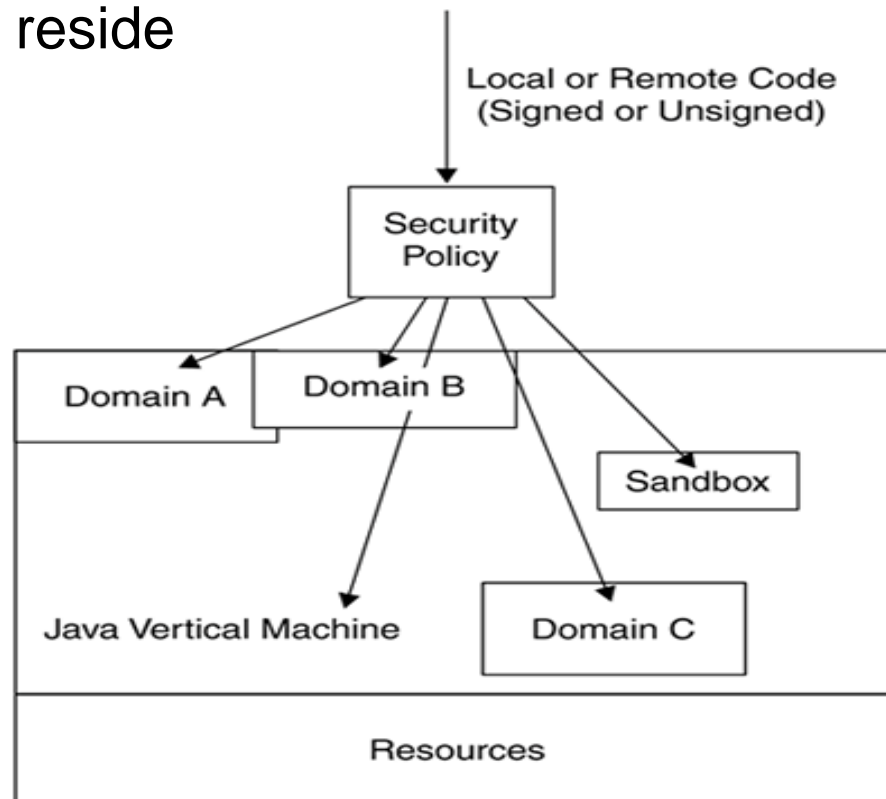 reside
Local or Remote Code
(Signed or Unsigned)
Security
Policy
Domain A
Domain B
Sandbox
Java Vertical Machine
Domain C
Resources